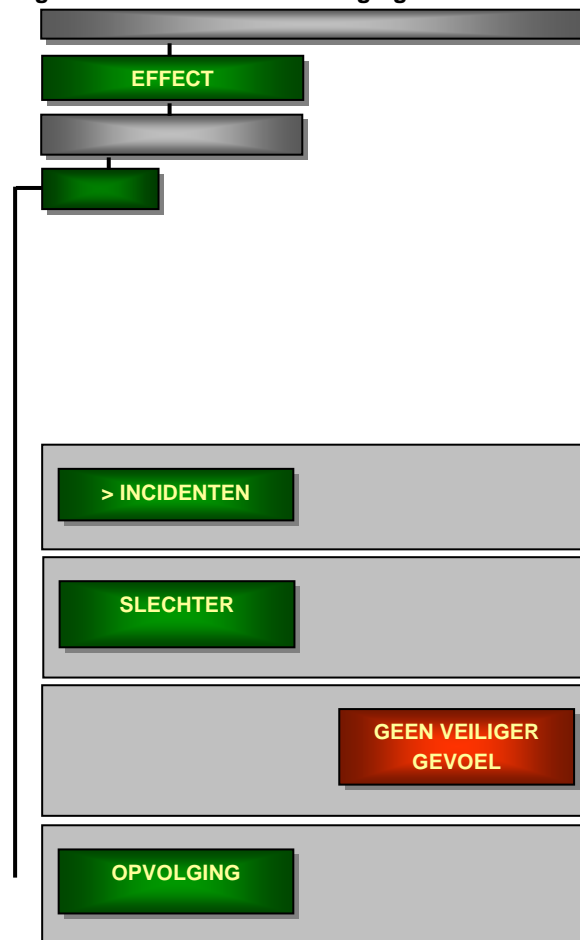 EFFECT
> INCIDENTEN
SLECHTER
GEEN VEILIGER
GEVOEL
OPVOLGING